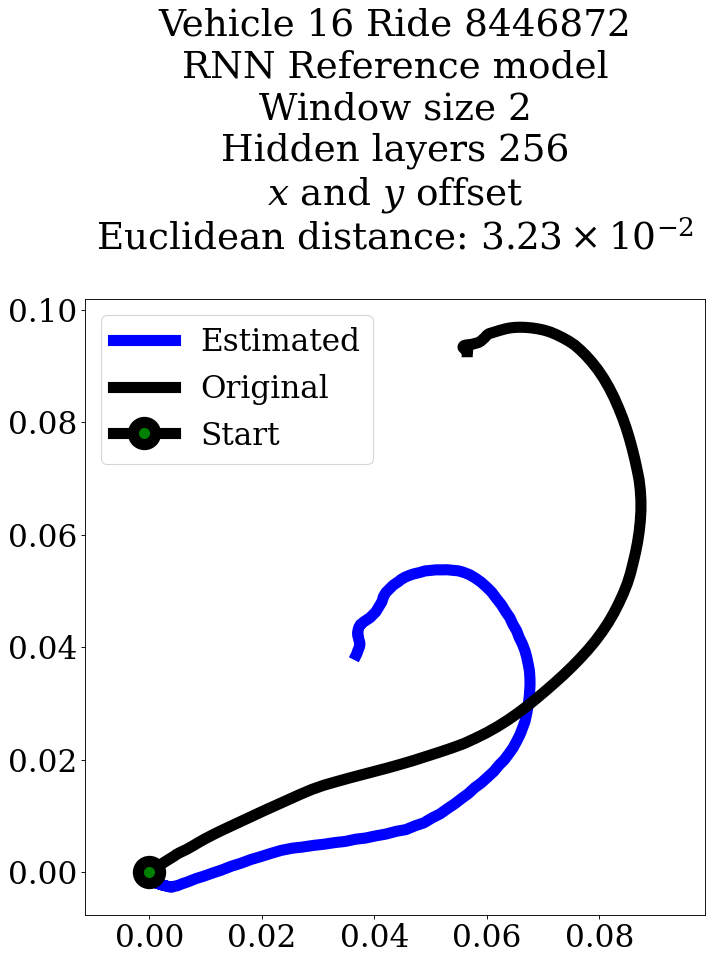 Vehicle 16 Ride 8446872
RNN Reference model
Window size 2
Hidden layers 256
x and y offset
Euclidean distance: 3.23 × 10⁻²
0.10
0.08
0.06
0.04
0.02
0.00
Estimated
Original
Start
0.00 0.02 0.04 0.06 0.08